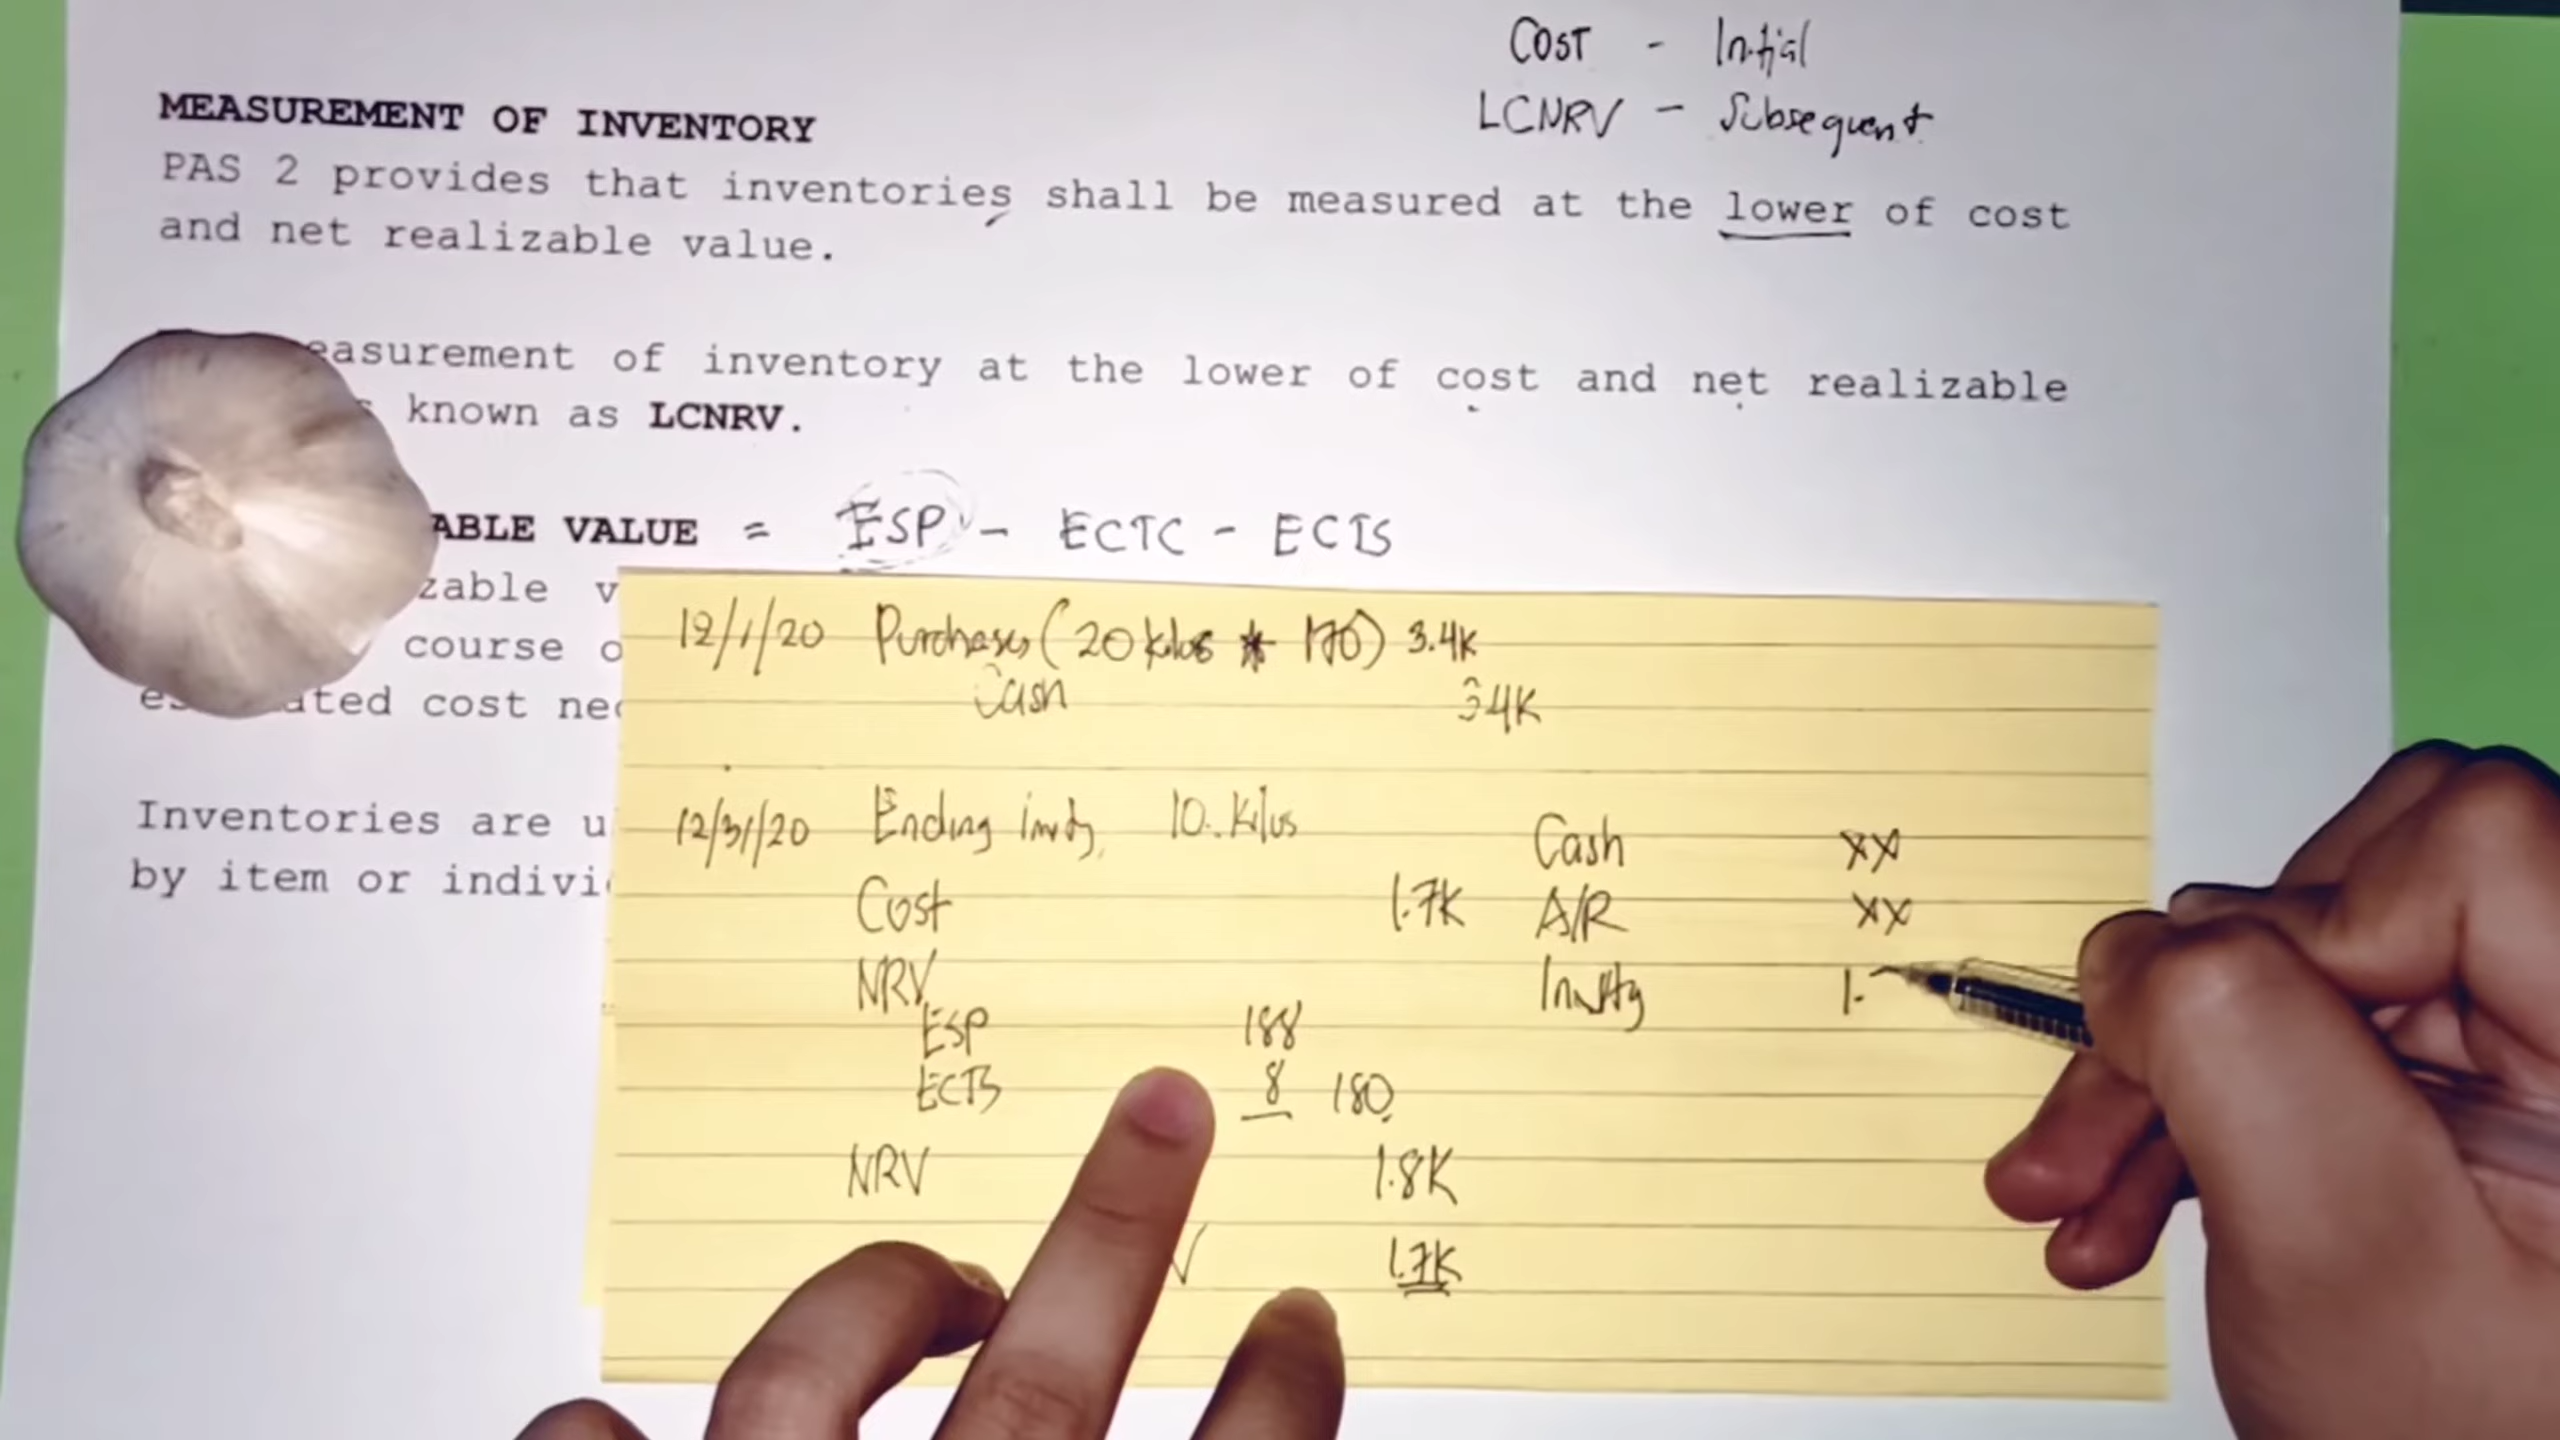 COST - Initial
LCNRV - Subsequent
MEASUREMENT OF INVENTORY
PAS 2 provides that inventories shall be measured at the lower of cost
and net realizable value.
easurement of inventory at the lower of cost and net realizable
known as LCNRV.
ABLE VALUE = ESP - ECTC - ECTS
zable v
course o
ated cost nec
Inventories are u
by item or indivi
12/1/20 Purchases (20 kilos * 170) 3.4K
Cash 3.4K
12/31/20 Ending Invty, 10 Kilos
Cost 1.7K
NRV
ESP 188
ECTS 8 180
NRV 1.8K
V 1.7K
Cash xx
A/R xx
Invty 1.